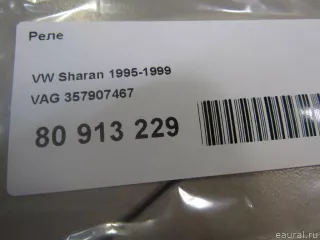 Реле
VW Sharan 1995-1999
VAG 357907467
80 913 229
eaural.ru